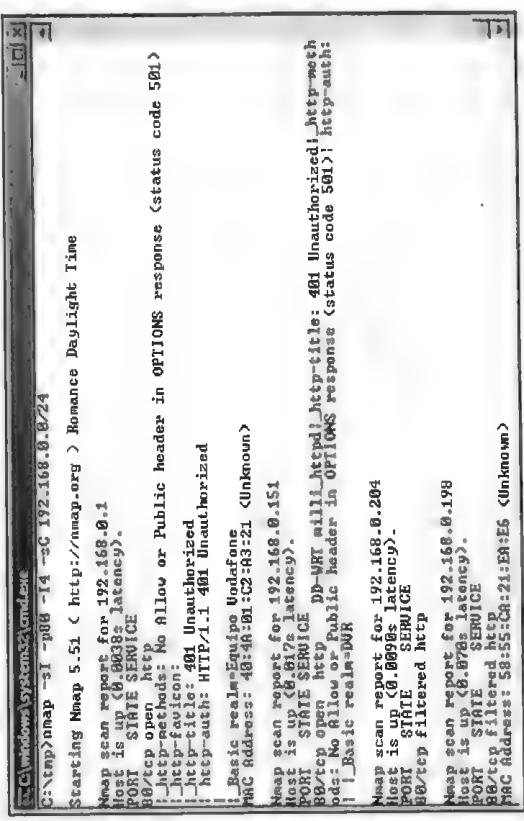 C:\windows\system32\cmd.exe
C:\tmp>nmap -sI -p80 -I4 -sC 192.168.0.0/24
Starting Nmap 5.51 < http://nmap.org > Romance Daylight Time
Nmap scan report for 192.168.0.1
Host is up <0.0038s latency>.
PORT STATE SERVICE
80/tcp open http
|_http-methods: No Allow or Public header in OPTIONS response <status code 501>
|_http-favicon:
|_http-title: 401 Unauthorized
| http-auth: HTTP/1.1 401 Unauthorized
|
|_Basic realm=Equipo Vodafone
MAC Address: 40:4A:01:C2:A3:21 <Unknown>
Nmap scan report for 192.168.0.151
Host is up <0.017s latency>.
PORT STATE SERVICE
80/tcp open http DD-WRT milli_httpd|_http-title: 401 Unauthorized|_http-meth
ods: No Allow or Public header in OPTIONS response <status code 501>| http-auth:
| |_Basic realm=DVR
Nmap scan report for 192.168.0.204
Host is up <0.0090s latency>.
PORT STATE SERVICE
80/tcp filtered http
Nmap scan report for 192.168.0.198
Host is up <0.070s latency>.
PORT STATE SERVICE
80/tcp filtered http
MAC Address: 58:55:CA:21:EA:E6 <Unknown>